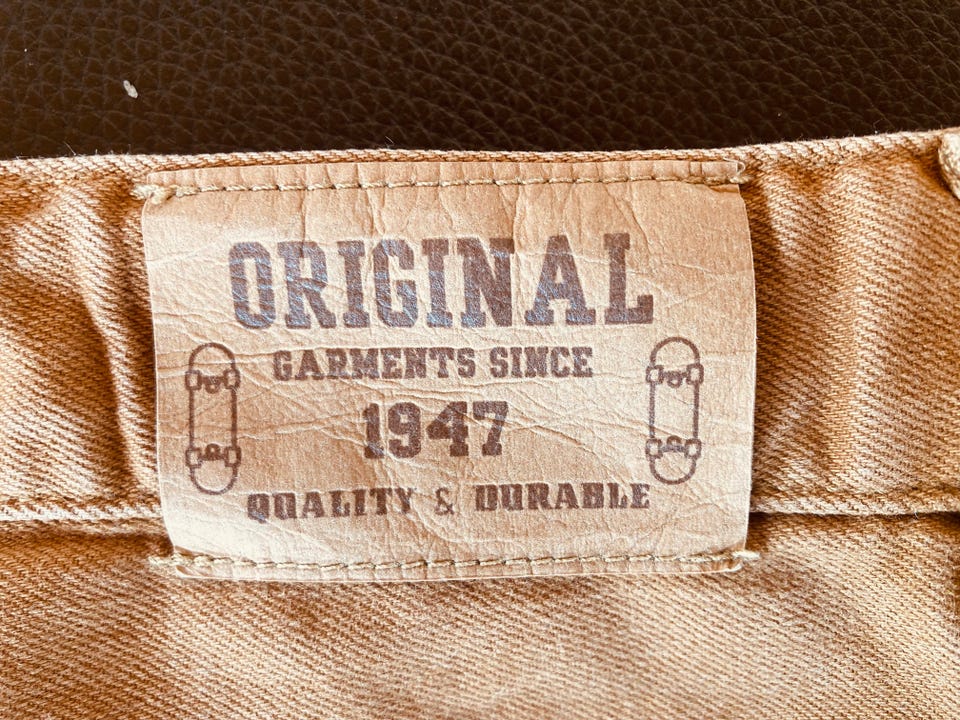 ORIGINAL
GARMENTS SINCE
1947
QUALITY & DURABLE